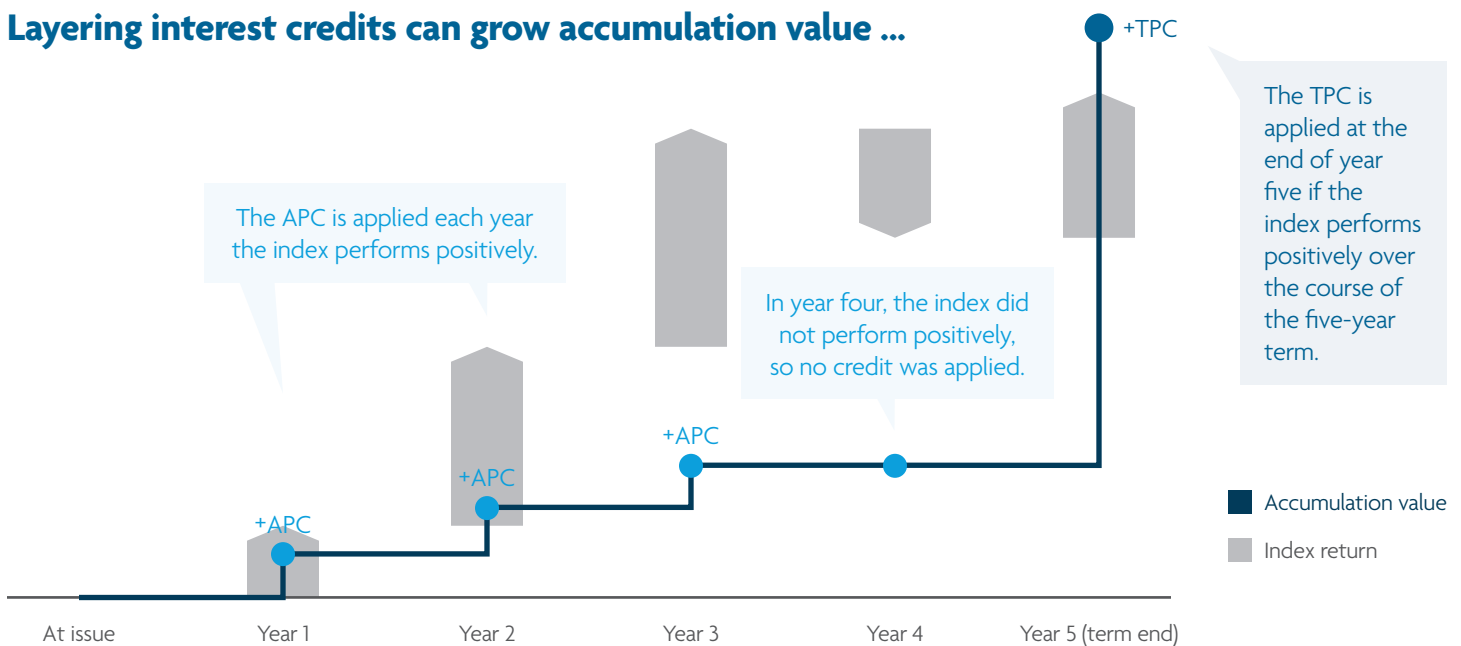 Layering interest credits can grow accumulation value ...
+TPC
The TPC is
applied at the
end of year
five if the
index performs
positively over
the course of
the five-year
term.
The APC is applied each year
the index performs positively.
In year four, the index did
not perform positively,
so no credit was applied.
+APC
+APC
+APC
Accumulation value
Index return
At issue
Year 1
Year 2
Year 3
Year 4
Year 5 (term end)